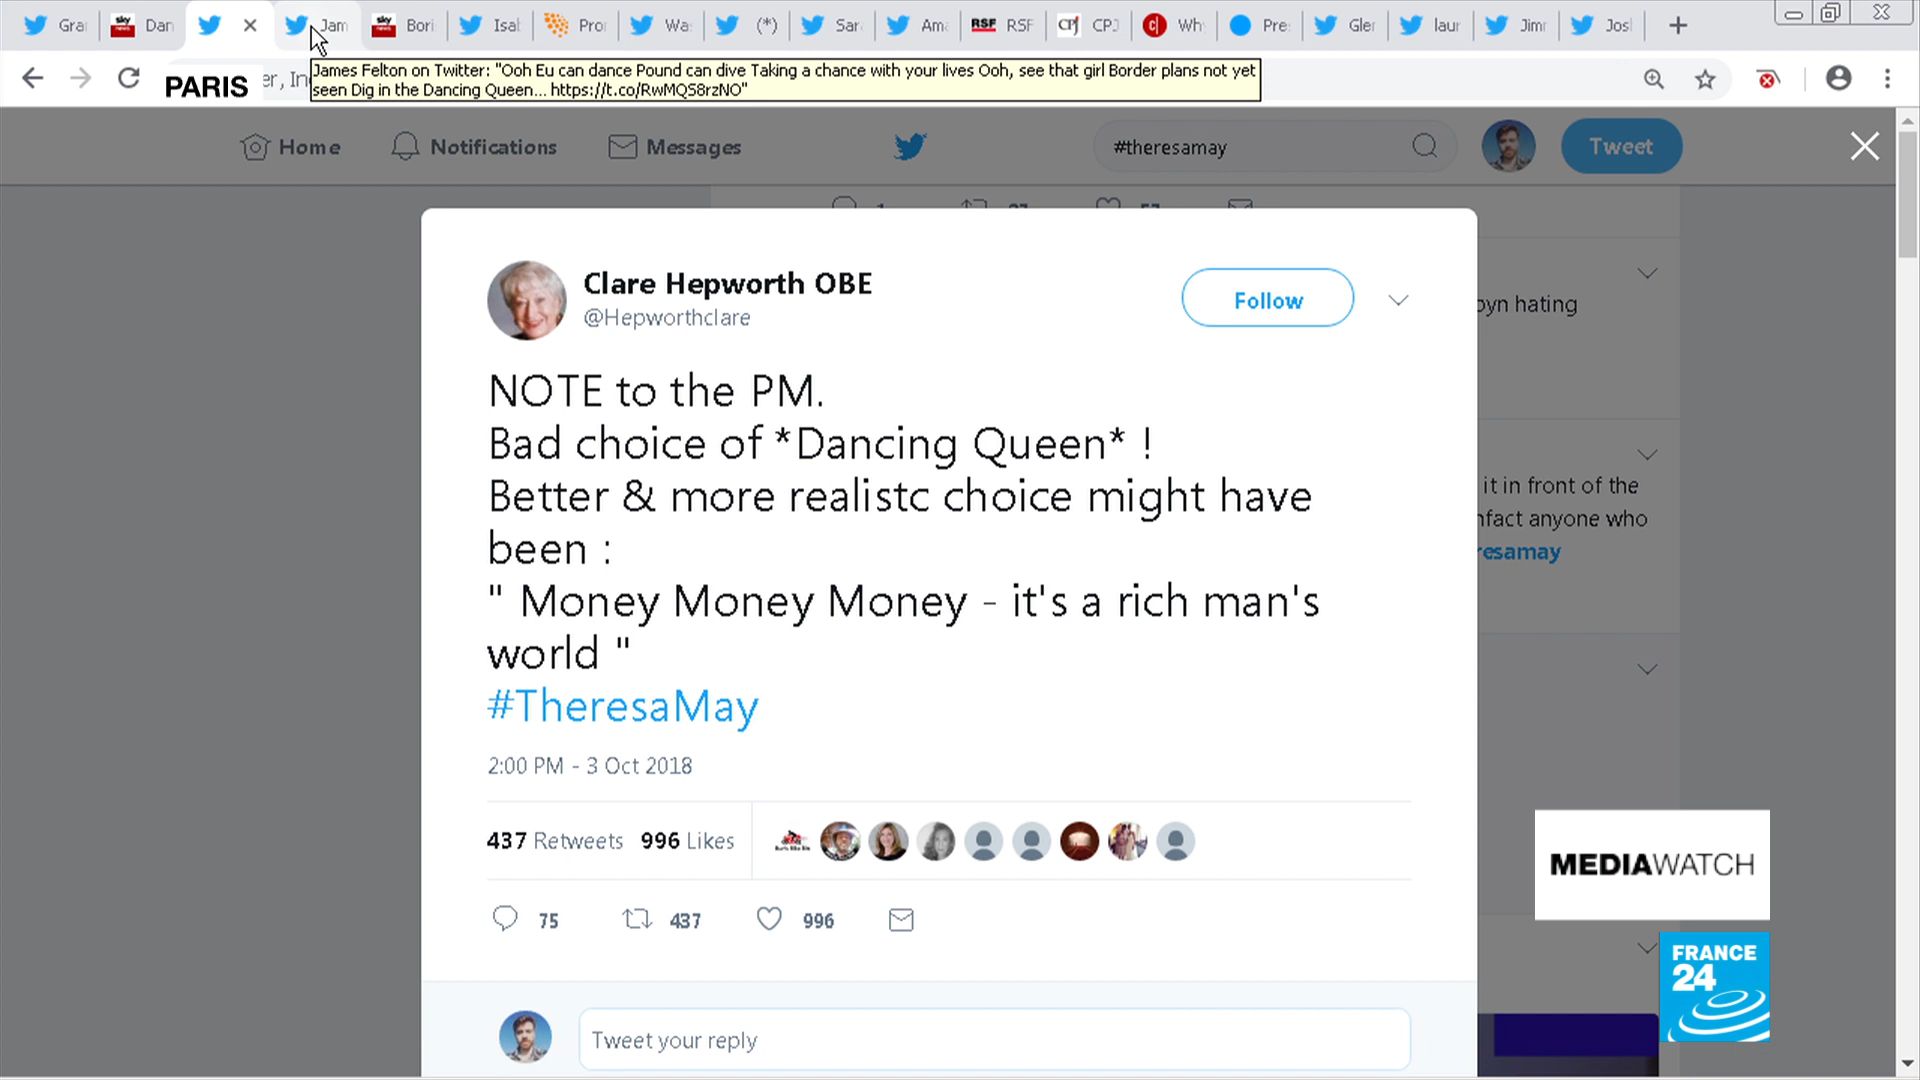 Gra
Dan
Jam
Bori
Isal
Pro
Wa
(*)
Sar
Ama
RSF RSF
CPJ CPJ
Wh
Pre
Gler
laur
Jimi
Josl
PARIS
er, In
James Felton on Twitter: "Ooh Eu can dance Pound can dive Taking a chance with your lives Ooh, see that girl Border plans not yet
seen Dig in the Dancing Queen... https://t.co/RwMQS8rzNO"
Home
Notifications
Messages
#theresamay
Tweet
Clare Hepworth OBE
@Hepworthclare
Follow
NOTE to the PM.
Bad choice of *Dancing Queen* !
Better & more realistc choice might have
been :
" Money Money Money - it's a rich man's
world "
#TheresaMay
2:00 PM - 3 Oct 2018
437 Retweets 996 Likes
75
437
996
Tweet your reply
oyn hating
it in front of the
nfact anyone who
resamay
MEDIAWATCH
FRANCE
24